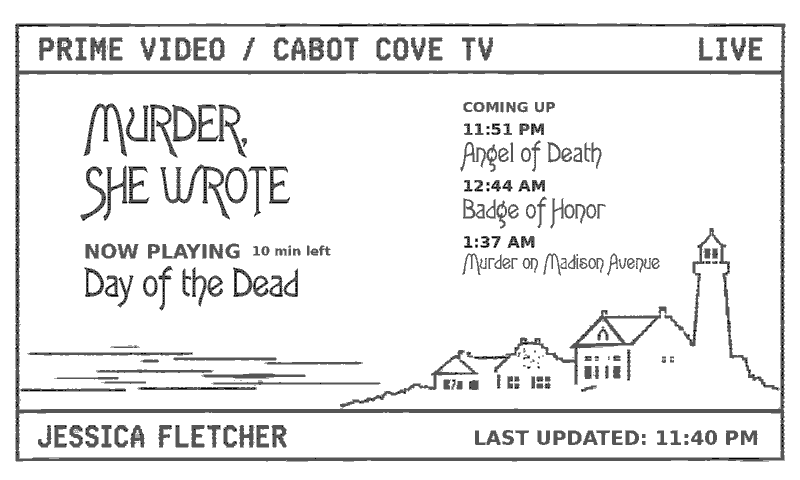 PRIME VIDEO / CABOT COVE TV
LIVE
MURDER,
SHE WROTE
NOW PLAYING 10 min left
Day of the Dead
COMING UP
11:51 PM
Angel of Death
12:44 AM
Badge of Honor
1:37 AM
Murder on Madison Avenue
JESSICA FLETCHER
LAST UPDATED: 11:40 PM